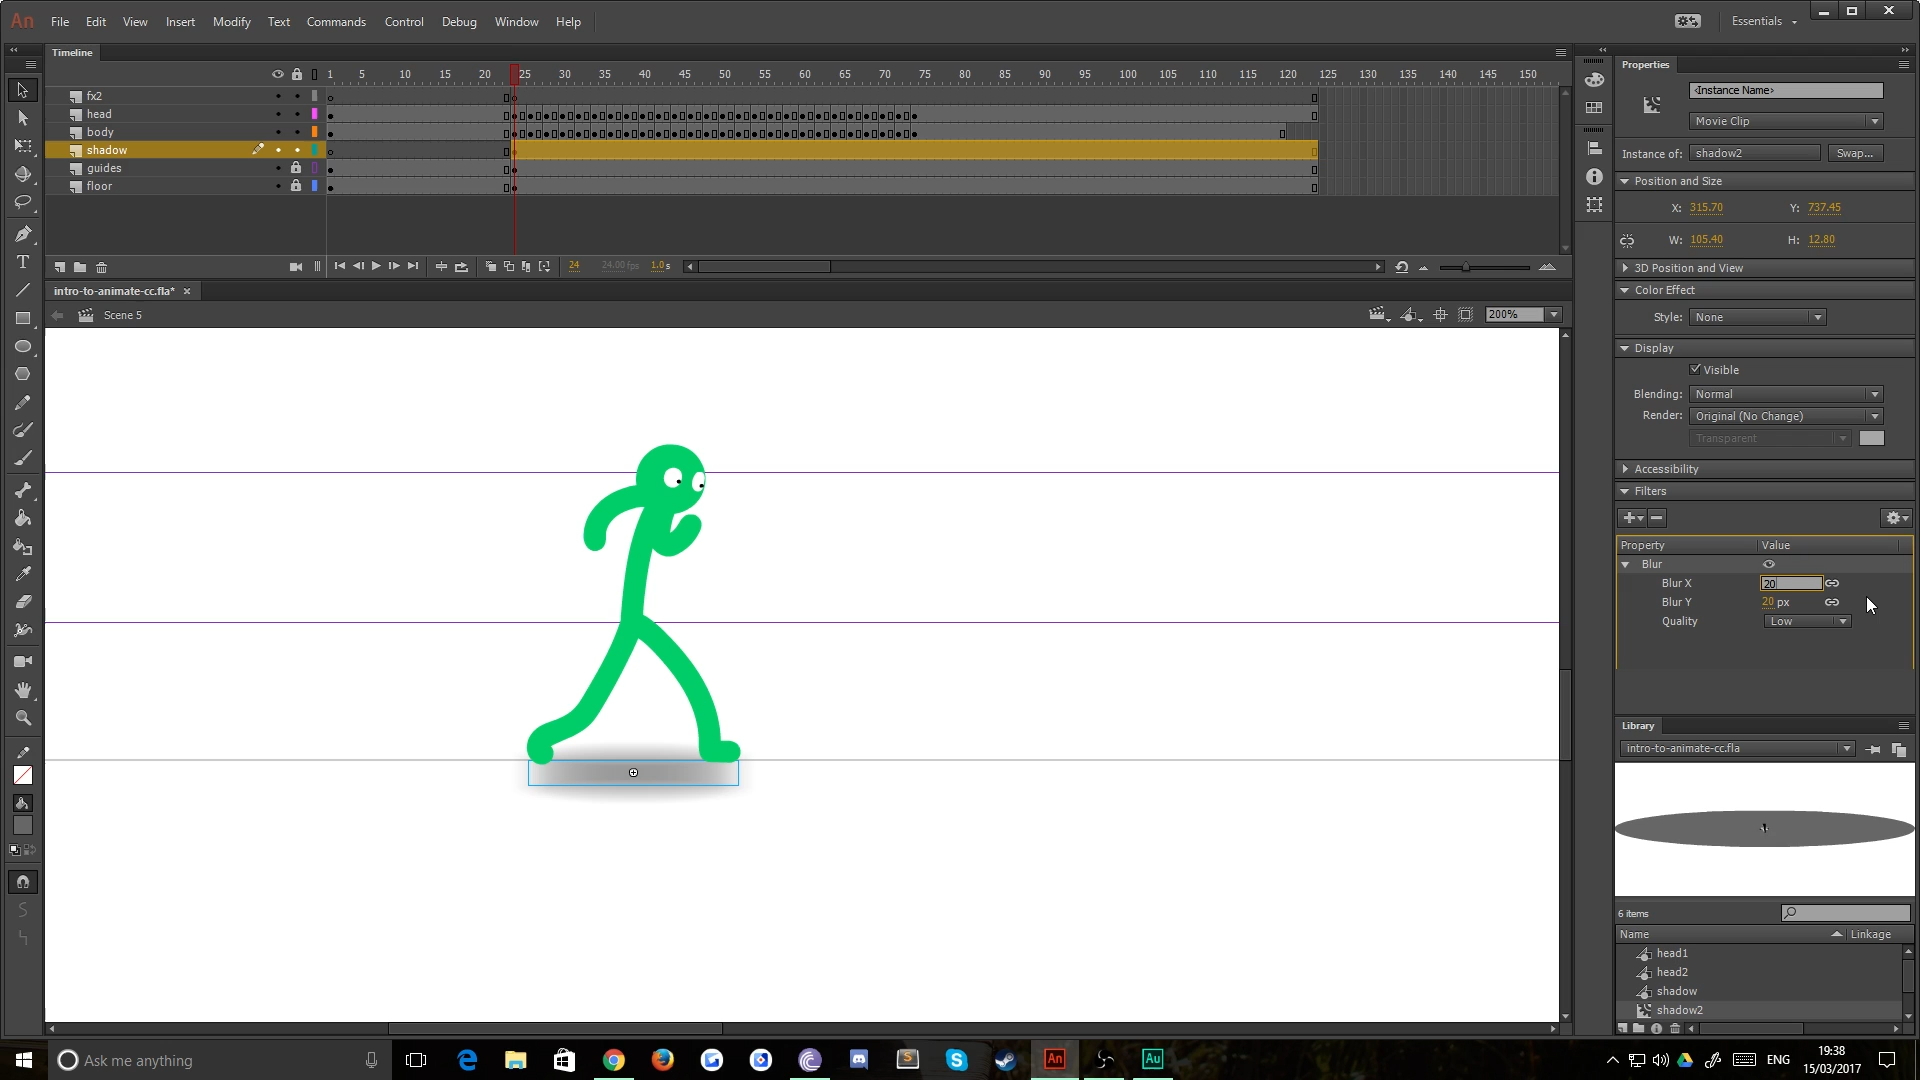 An File Edit View Insert Modify Text Commands Control Debug Window Help Essentials
Timeline
1 5 10 15 20 25 30 35 40 45 50 55 60 65 70 75 80 85 90 95 100 105 110 115 120 125 130 135 140 145 150
fx2
head
body
shadow
guides
floor
24 24.00 fps 1.0 s
intro-to-animate-cc.fla*
Scene 5
200%
Properties
<Instance Name>
Movie Clip
Instance of: shadow2 Swap...
Position and Size
X: 315.70 Y: 737.45
W: 105.40 H: 12.80
3D Position and View
Color Effect
Style: None
Display
Visible
Blending: Normal
Render: Original (No Change)
Transparent
Accessibility
Filters
Property Value
Blur
Blur X 20
Blur Y 20 px
Quality Low
Library
intro-to-animate-cc.fla
6 items
Name Linkage
head1
head2
shadow
shadow2
Ask me anything
An Au
ENG
19:38
15/03/2017